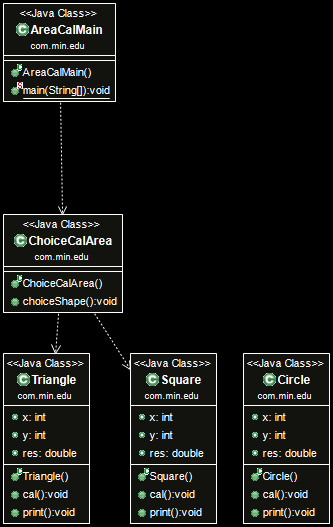 <<Java Class>>
AreaCalMain
com.min.edu
AreaCalMain()
main(String[]):void
<<Java Class>>
ChoiceCalArea
com.min.edu
ChoiceCalArea()
choiceShape():void
<<Java Class>>
Triangle
com.min.edu
x: int
y: int
res: double
Triangle()
cal():void
print():void
<<Java Class>>
Square
com.min.edu
x: int
y: int
res: double
Square()
cal():void
print():void
<<Java Class>>
Circle
com.min.edu
x: int
y: int
res: double
Circle()
cal():void
print():void